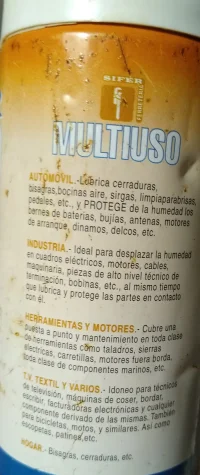 SIFER
FERRETERIA
MULTIUSO
AUTOMÓVIL.- Lubrica cerraduras,
bisagras, bocinas aire, sirgas, limpiaparabrisas,
pedales, etc., y PROTEGE de la humedad los
bornes de baterias, bujías, antenas, motores
de arranque, dinamos, delcos, etc.
INDUSTRIA.- Ideal para desplazar la humedad
en cuadros eléctricos, motores, cables,
maquinaria, piezas de alto nivel técnico de
terminación, bobinas, etc., al mismo tiempo
que lubrica y protege las partes en contacto
con él.
HERRAMIENTAS Y MOTORES.- Cubre una
puesta a punto y mantenimiento en toda clase
de herramientas como taladros, sierras
eléctricas, carretillas, motores fuera borda,
toda clase de componentes marinos, etc.
T.V. TEXTIL Y VARIOS.- Idoneo para técnicos
de televisión, máquinas de coser, bordar,
escribir, facturadoras electrónicas y cualquier
componente derivado de las mismas. También
para bicicletas, motos, y similares. Así como
escopetas, patines, etc.
HOGAR.- Bisagras, cerraduras, etc.